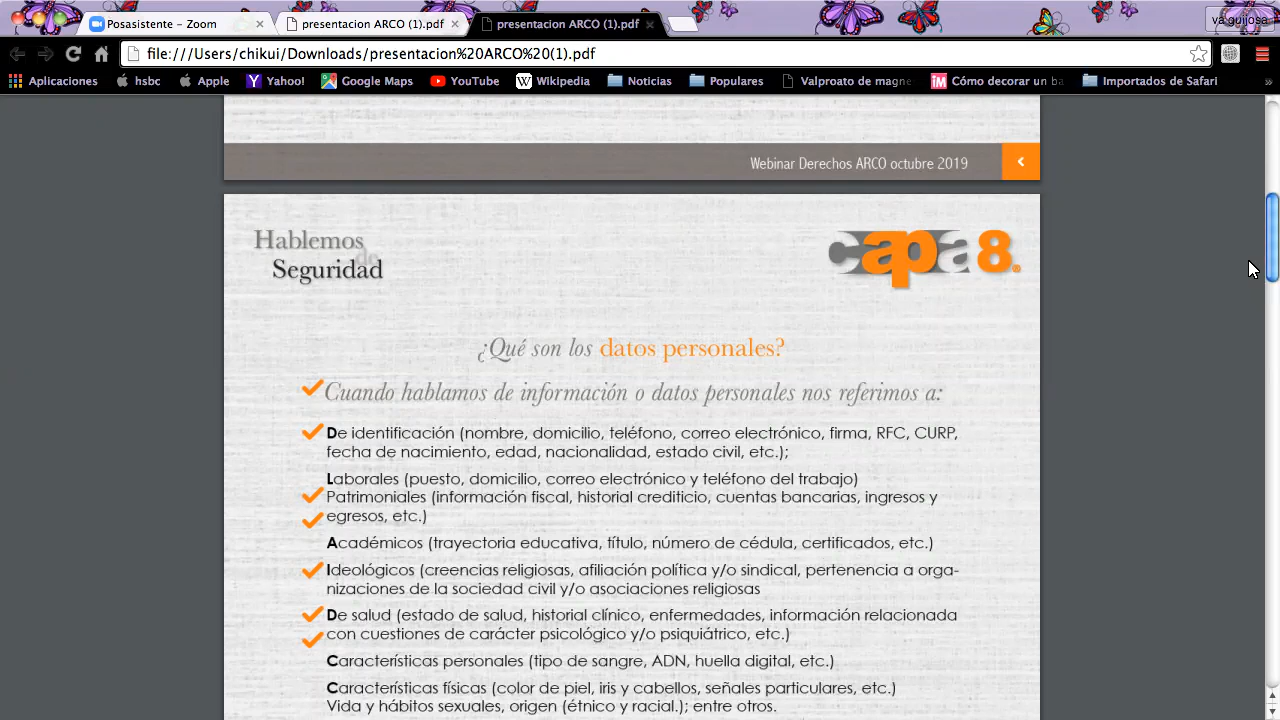 Posasistente – Zoom
presentacion ARCO (1).pdf
presentacion ARCO (1).pdf
va guijosa
file:///Users/chikui/Downloads/presentacion%20ARCO%20(1).pdf
Aplicaciones
hsbc
Apple
Yahoo!
Google Maps
YouTube
Wikipedia
Noticias
Populares
Valproato de magne
Cómo decorar un ba
Importados de Safari
»
Webinar Derechos ARCO octubre 2019
Hablemos
de
Seguridad
capa 8
¿Qué son los datos personales?
Cuando hablamos de información o datos personales nos referimos a:
De identificación (nombre, domicilio, teléfono, correo electrónico, firma, RFC, CURP,
fecha de nacimiento, edad, nacionalidad, estado civil, etc.);
Laborales (puesto, domicilio, correo electrónico y teléfono del trabajo)
Patrimoniales (información fiscal, historial crediticio, cuentas bancarias, ingresos y
egresos, etc.)
Académicos (trayectoria educativa, título, número de cédula, certificados, etc.)
Ideológicos (creencias religiosas, afiliación política y/o sindical, pertenencia a orga-
nizaciones de la sociedad civil y/o asociaciones religiosas
De salud (estado de salud, historial clínico, enfermedades, información relacionada
con cuestiones de carácter psicológico y/o psiquiátrico, etc.)
Características personales (tipo de sangre, ADN, huella digital, etc.)
Características físicas (color de piel, iris y cabellos, señales particulares, etc.)
Vida y hábitos sexuales, origen (étnico y racial.); entre otros.